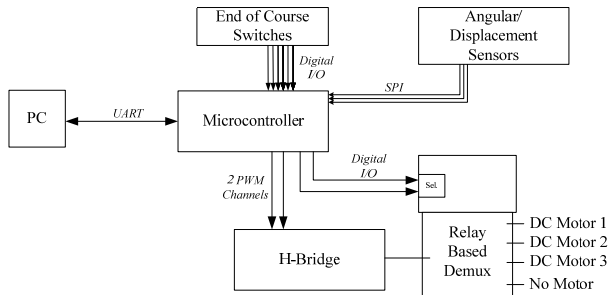 End of Course
Switches
Angular/
Displacement
Sensors
Digital
I/O
SPI
PC
UART
Microcontroller
2 PWM
Channels
Digital
I/O
Sel.
H-Bridge
Relay
Based
Demux
DC Motor 1
DC Motor 2
DC Motor 3
No Motor